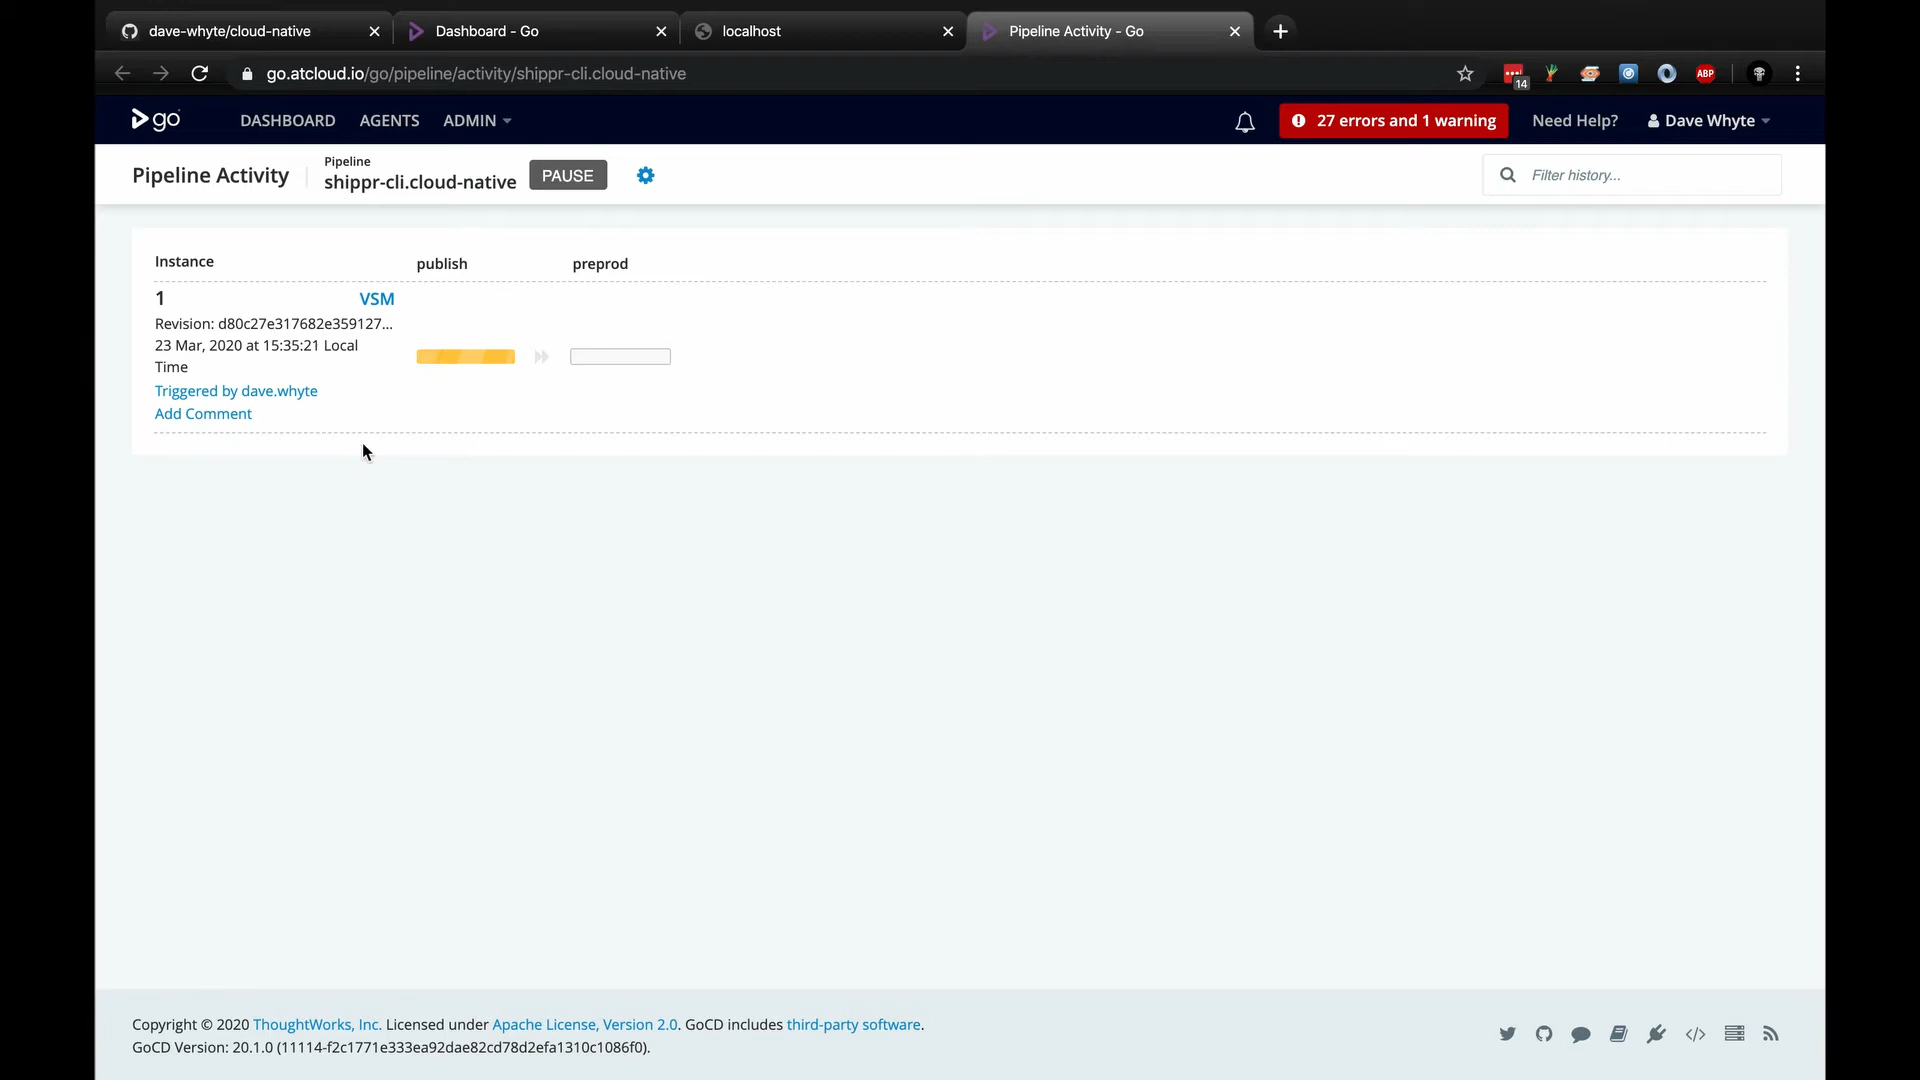 dave-whyte/cloud-native
Dashboard - Go
localhost
Pipeline Activity - Go
go.atcloud.io/go/pipeline/activity/shippr-cli.cloud-native
14
ABP
go
DASHBOARD
AGENTS
ADMIN
27 errors and 1 warning
Need Help?
Dave Whyte
Pipeline Activity
Pipeline
shippr-cli.cloud-native
PAUSE
Filter history...
Instance
publish
preprod
1
VSM
Revision: d80c27e317682e359127...
23 Mar, 2020 at 15:35:21 Local
Time
Triggered by dave.whyte
Add Comment
Copyright © 2020 ThoughtWorks, Inc. Licensed under Apache License, Version 2.0. GoCD includes third-party software.
GoCD Version: 20.1.0 (11114-f2c1771e333ea92dae82cd78d2efa1310c1086f0).